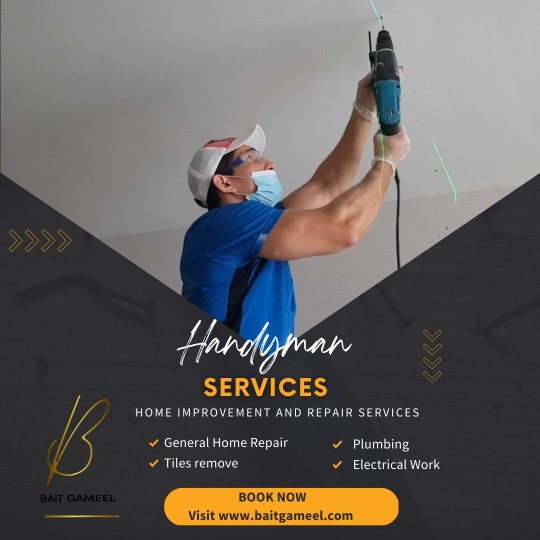 Handyman
SERVICES
HOME IMPROVEMENT AND REPAIR SERVICES
General Home Repair
Plumbing
Tiles remove
Electrical Work
B
BAIT GAMEEL
BOOK NOW
Visit www.baitgameel.com